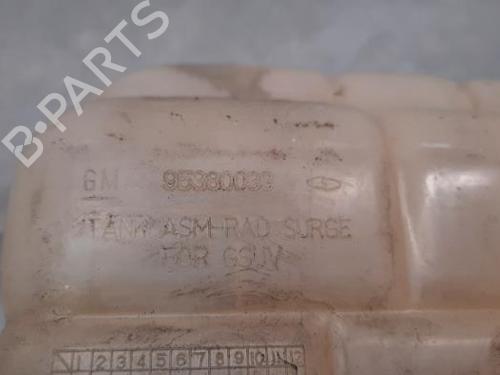 B-PARTS
GM 95380039
TANK ASM-RAD SURGE
FOR GSUV
1 2 3 4 5 6 7 8 9 10 11 12